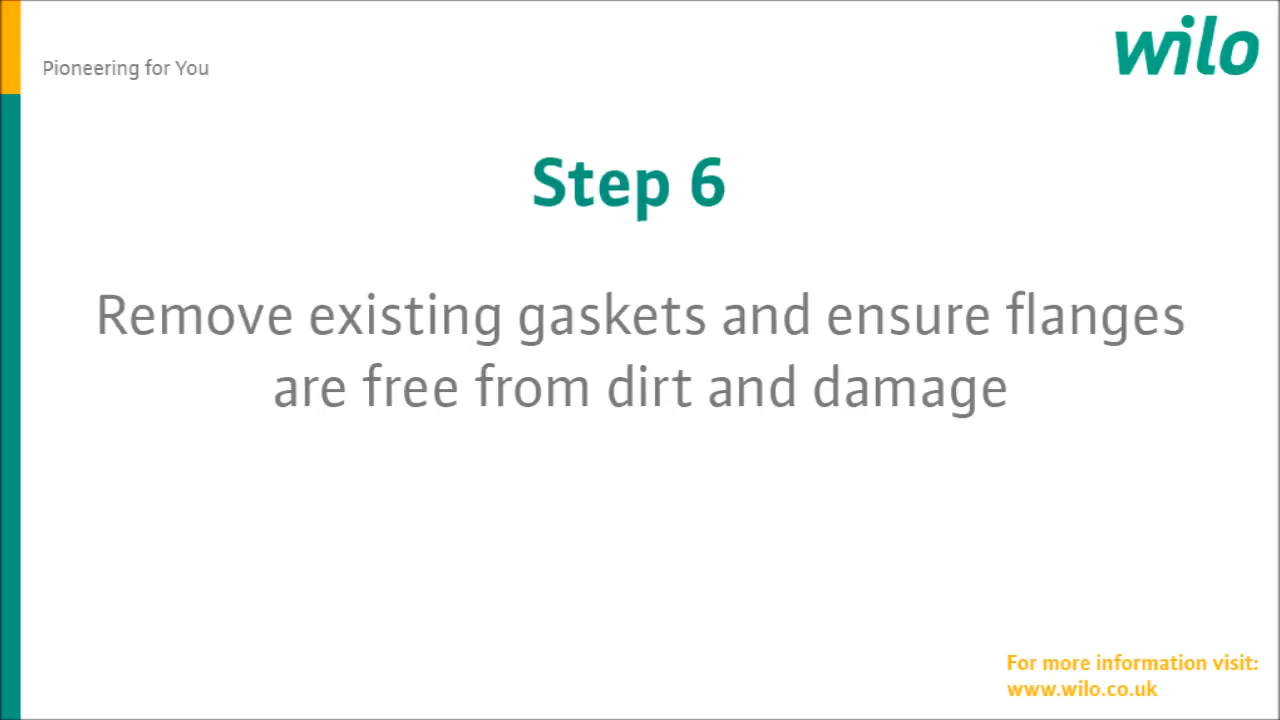 Pioneering for You
wilo
Step 6
Remove existing gaskets and ensure flanges
are free from dirt and damage
For more information visit:
www.wilo.co.uk